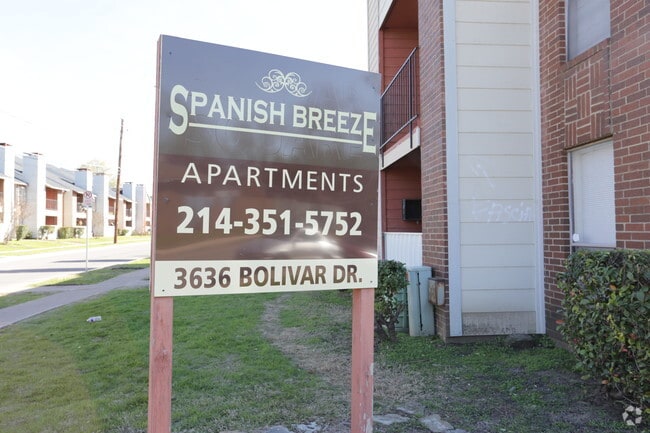 SPANISH BREEZE
APARTMENTS
214-351-5752
3636 BOLIVAR DR.